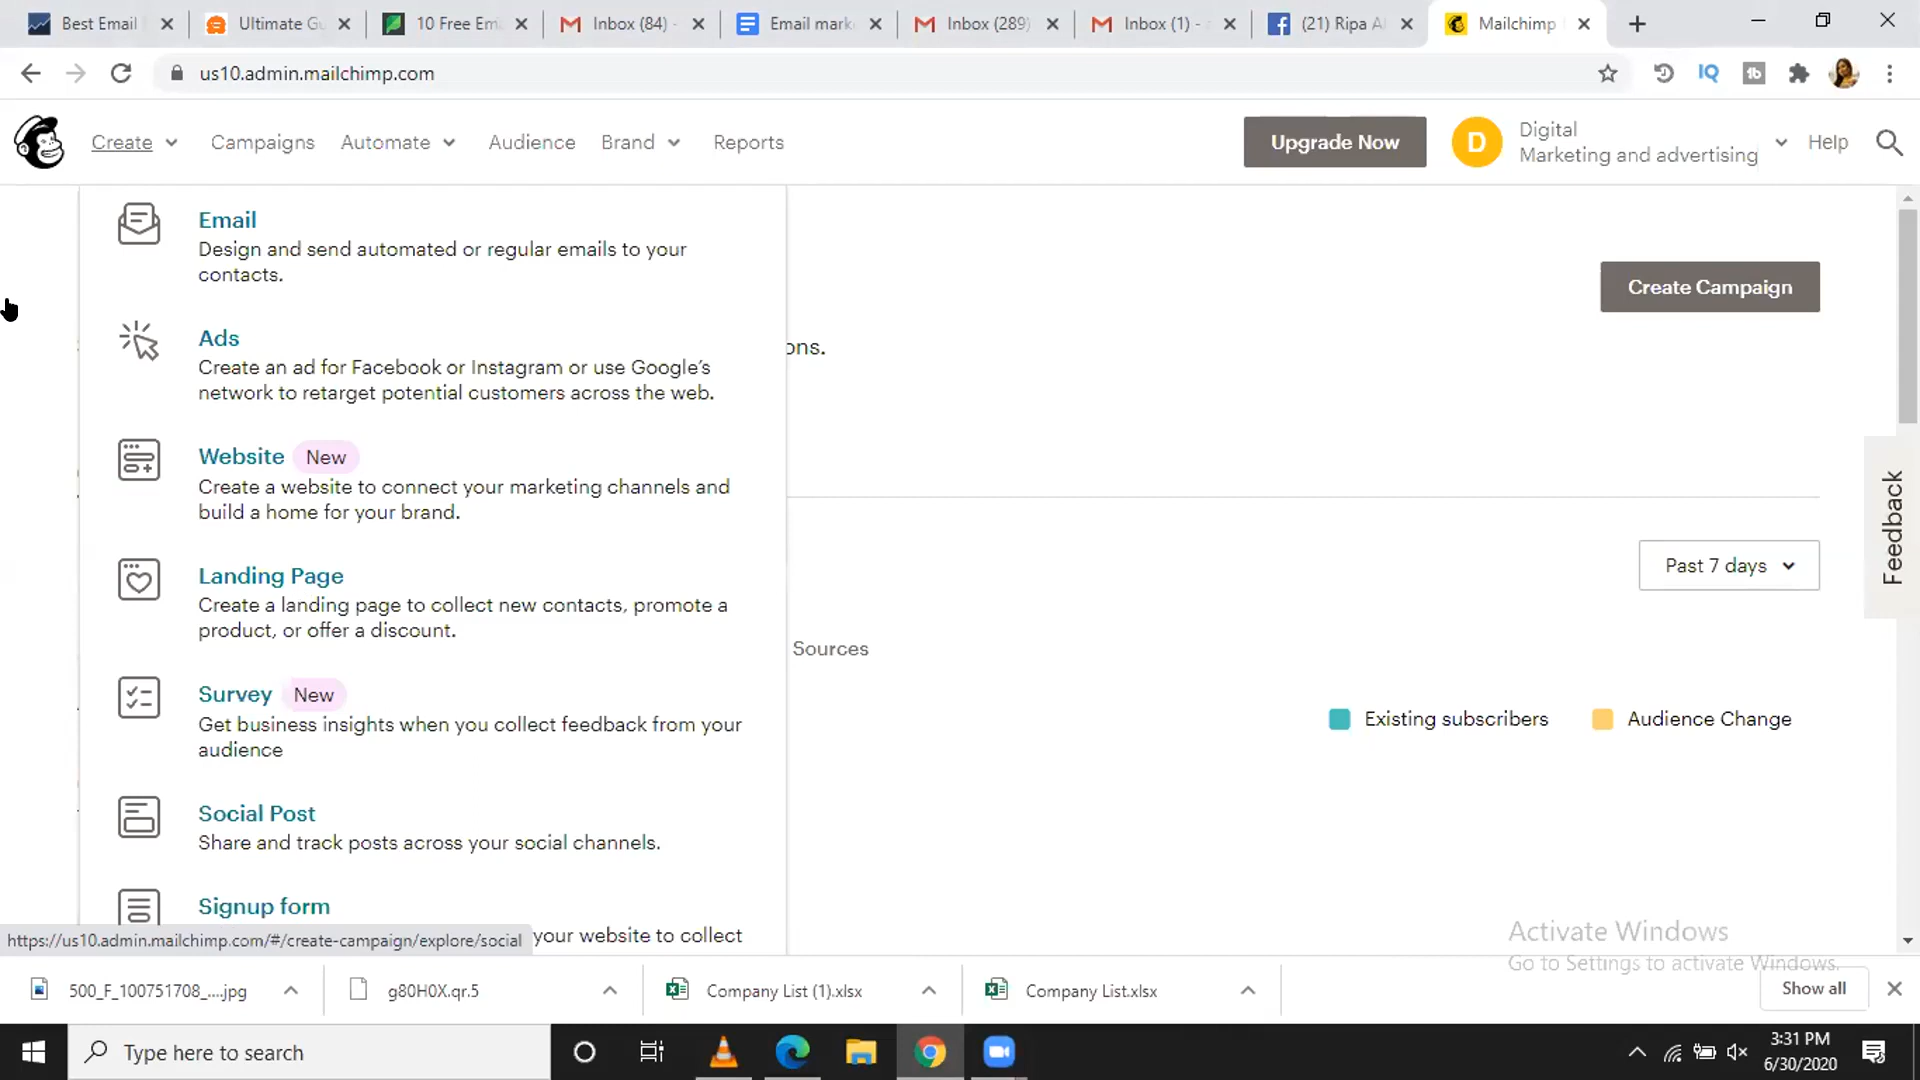 Best Email
Ultimate Gu
10 Free Ema
Inbox (84) -
Email mark
Inbox (289)
Inbox (1) -
(21) Ripa A
Mailchimp
us10.admin.mailchimp.com
Create
Campaigns
Automate
Audience
Brand
Reports
Upgrade Now
D
Digital
Marketing and advertising
Help
Email
Design and send automated or regular emails to your
contacts.
Create Campaign
Ads
Create an ad for Facebook or Instagram or use Google's
network to retarget potential customers across the web.
ons.
Website New
Create a website to connect your marketing channels and
build a home for your brand.
Feedback
Past 7 days
Landing Page
Create a landing page to collect new contacts, promote a
product, or offer a discount.
Sources
Survey New
Get business insights when you collect feedback from your
audience
Existing subscribers
Audience Change
Social Post
Share and track posts across your social channels.
Signup form
your website to collect
https://us10.admin.mailchimp.com/#/create-campaign/explore/social
Activate Windows
Go to Settings to activate Windows.
500_F_100751708_....jpg
g80H0X.qr.5
Company List (1).xlsx
Company List.xlsx
Show all
Type here to search
3:31 PM
6/30/2020